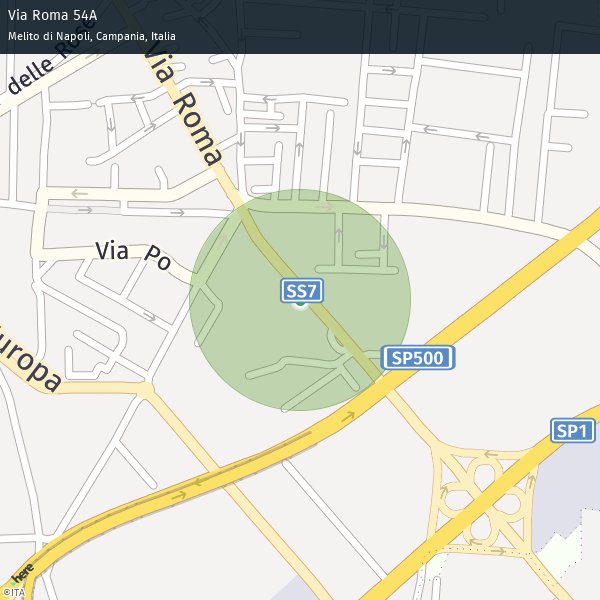 Via Roma 54A
Melito di Napoli, Campania, Italia
delle Rose
Via Roma
Via Po
SS7
SP500
uropa
SP1
here
©ITA